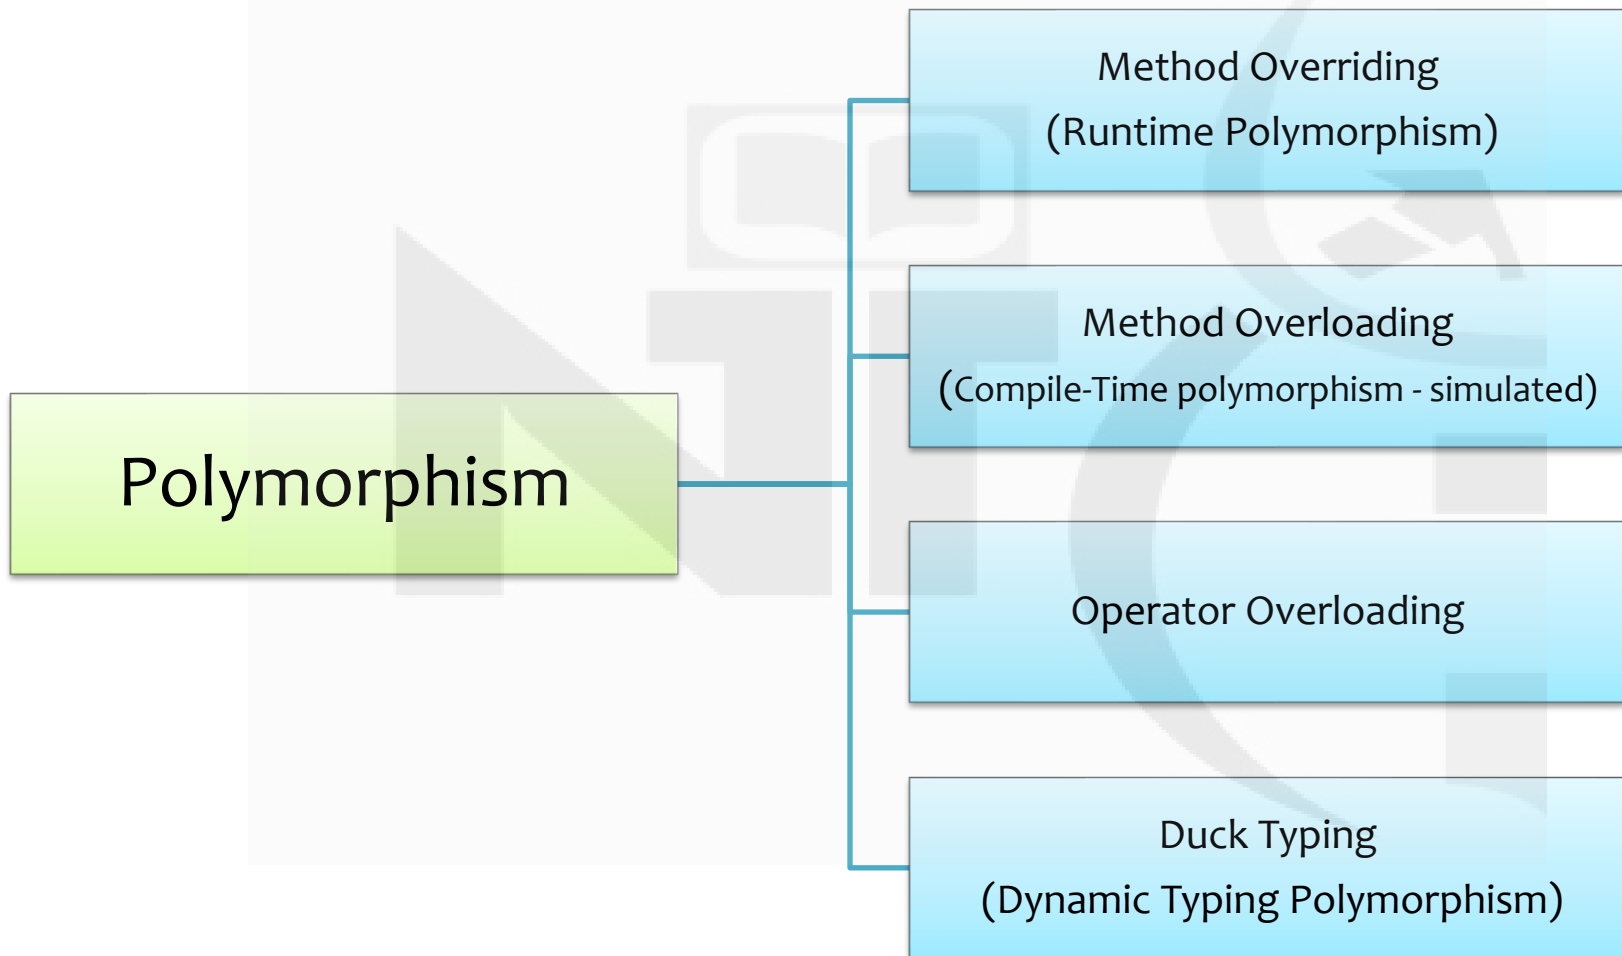 Method Overriding
(Runtime Polymorphism)
Method Overloading
(Compile-Time polymorphism - simulated)
Polymorphism
Operator Overloading
Duck Typing
(Dynamic Typing Polymorphism)